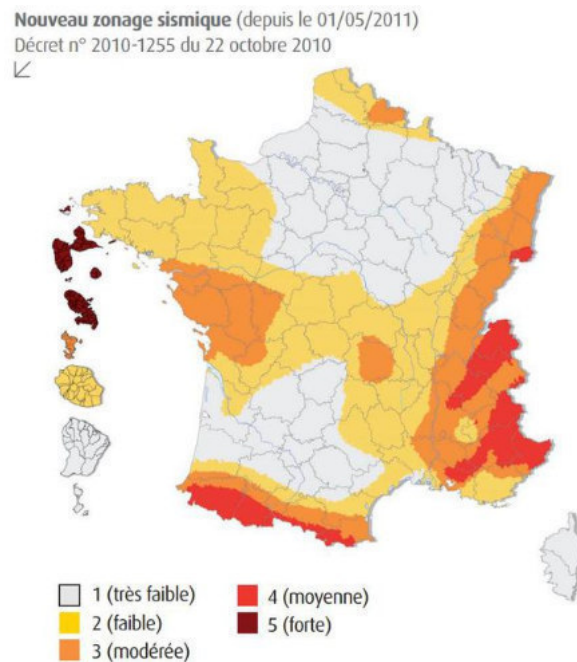 Nouveau zonage sismique (depuis le 01/05/2011)
Décret n° 2010-1255 du 22 octobre 2010
1 (très faible)
2 (faible)
3 (modérée)
4 (moyenne)
5 (forte)